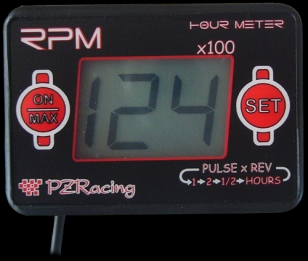 RPM
HOUR METER
x100
ON
MAX
124
SET
PZRacing
PULSE x REV
1 2 1/2 HOURS